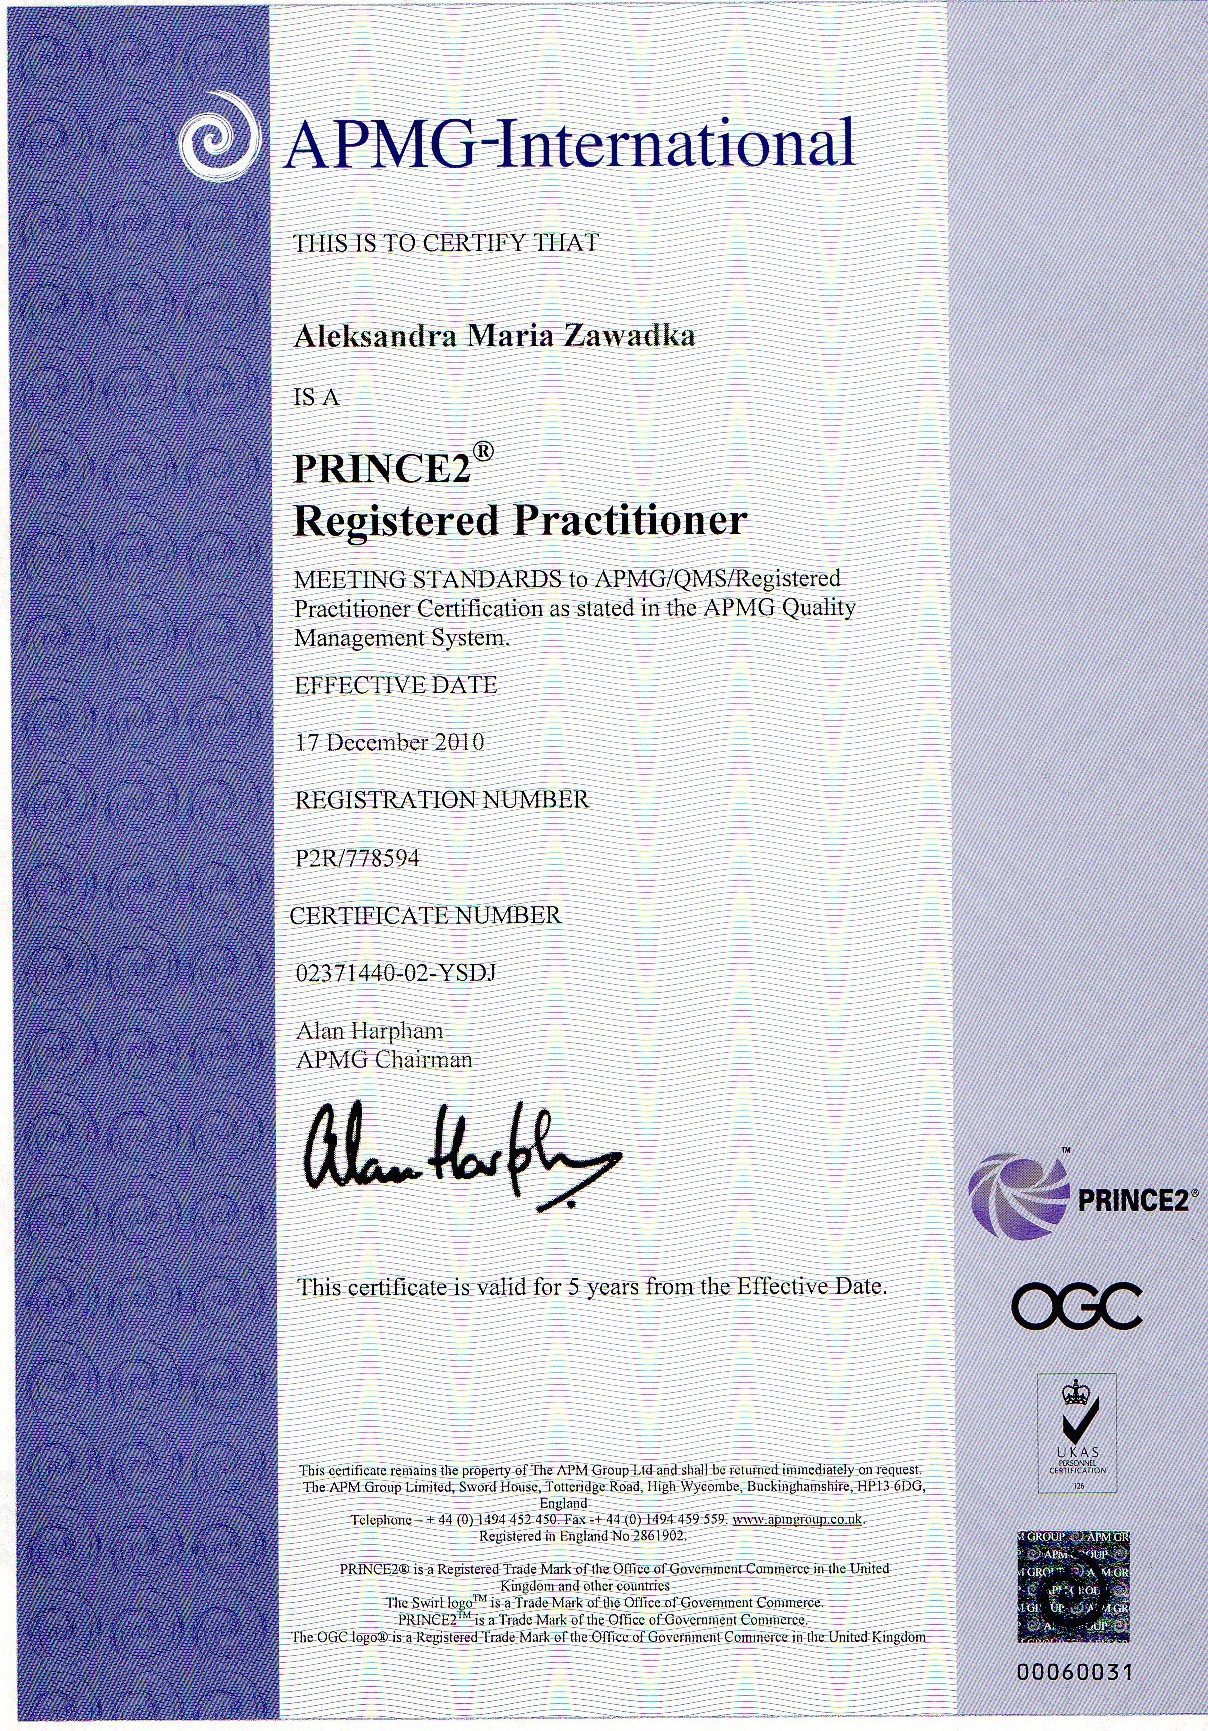 APMG-International
THIS IS TO CERTIFY THAT
Aleksandra Maria Zawadka
IS A
PRINCE2®
Registered Practitioner
MEETING STANDARDS to APMG/QMS/Registered
Practitioner Certification as stated in the APMG Quality
Management System.
EFFECTIVE DATE
17 December 2010
REGISTRATION NUMBER
P2R/778594
CERTIFICATE NUMBER
02371440-02-YSDJ
Alan Harpham
APMG Chairman
Alan Harpham
This certificate is valid for 5 years from the Effective Date.
This certificate remains the property of The APM Group Ltd and shall be returned immediately on request.
The APM Group Limited, Sword House, Totteridge Road, High Wycombe, Buckinghamshire, HP13 6DG,
England
Telephone – + 44 (0) 1494 452 450. Fax -+ 44 (0) 1494 459 559. www.apmgroup.co.uk.
Registered in England No 2861902.
PRINCE2® is a Registered Trade Mark of the Office of Government Commerce in the United
Kingdom and other countries
The Swirl logo™ is a Trade Mark of the Office of Government Commerce.
PRINCE2™ is a Trade Mark of the Office of Government Commerce.
The OGC logo® is a Registered Trade Mark of the Office of Government Commerce in the United Kingdom
™
PRINCE2®
OGC
UKAS
PERSONNEL
CERTIFICATION
126
GROUP APM GR
APM
00060031